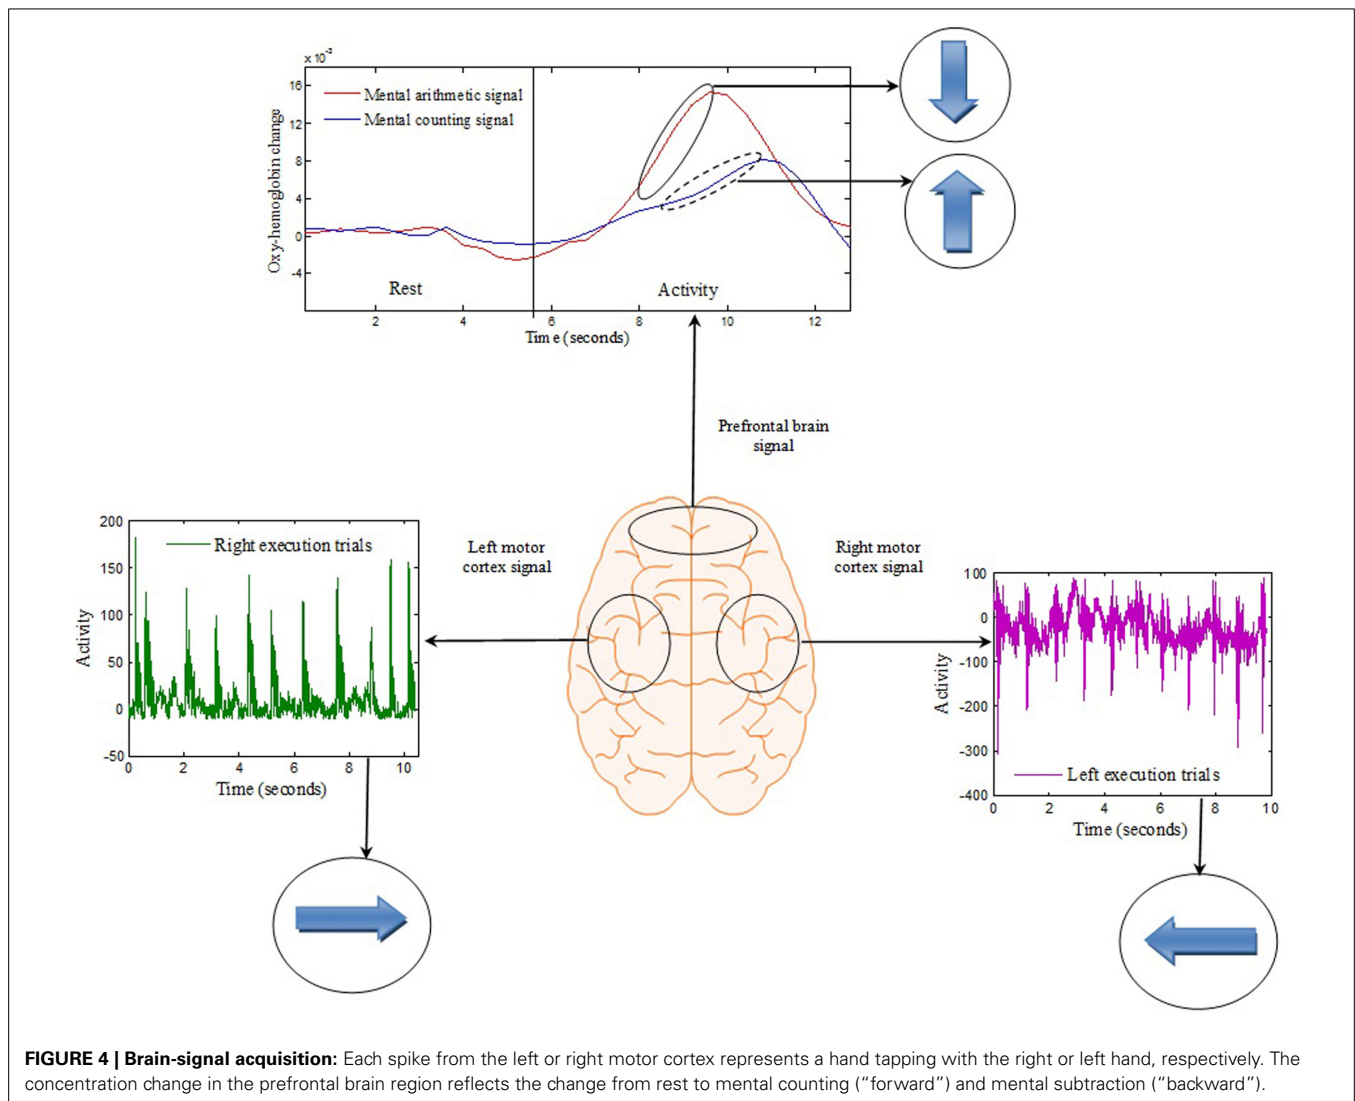 x 10⁻³
16
12
8
4
0
-4
Oxy-hemoglobin change
Mental arithmetic signal
Mental counting signal
Rest
Activity
2
4
6
8
10
12
Time (seconds)
Prefrontal brain
signal
Left motor
cortex signal
Right motor
cortex signal
200
150
100
50
0
-50
Activity
Right execution trials
0
2
4
6
8
10
Time (seconds)
100
0
-100
-200
-300
-400
Activity
Left execution trials
0
2
4
6
8
10
Time (seconds)
FIGURE 4 | Brain-signal acquisition: Each spike from the left or right motor cortex represents a hand tapping with the right or left hand, respectively. The
concentration change in the prefrontal brain region reflects the change from rest to mental counting (“forward”) and mental subtraction (“backward”).